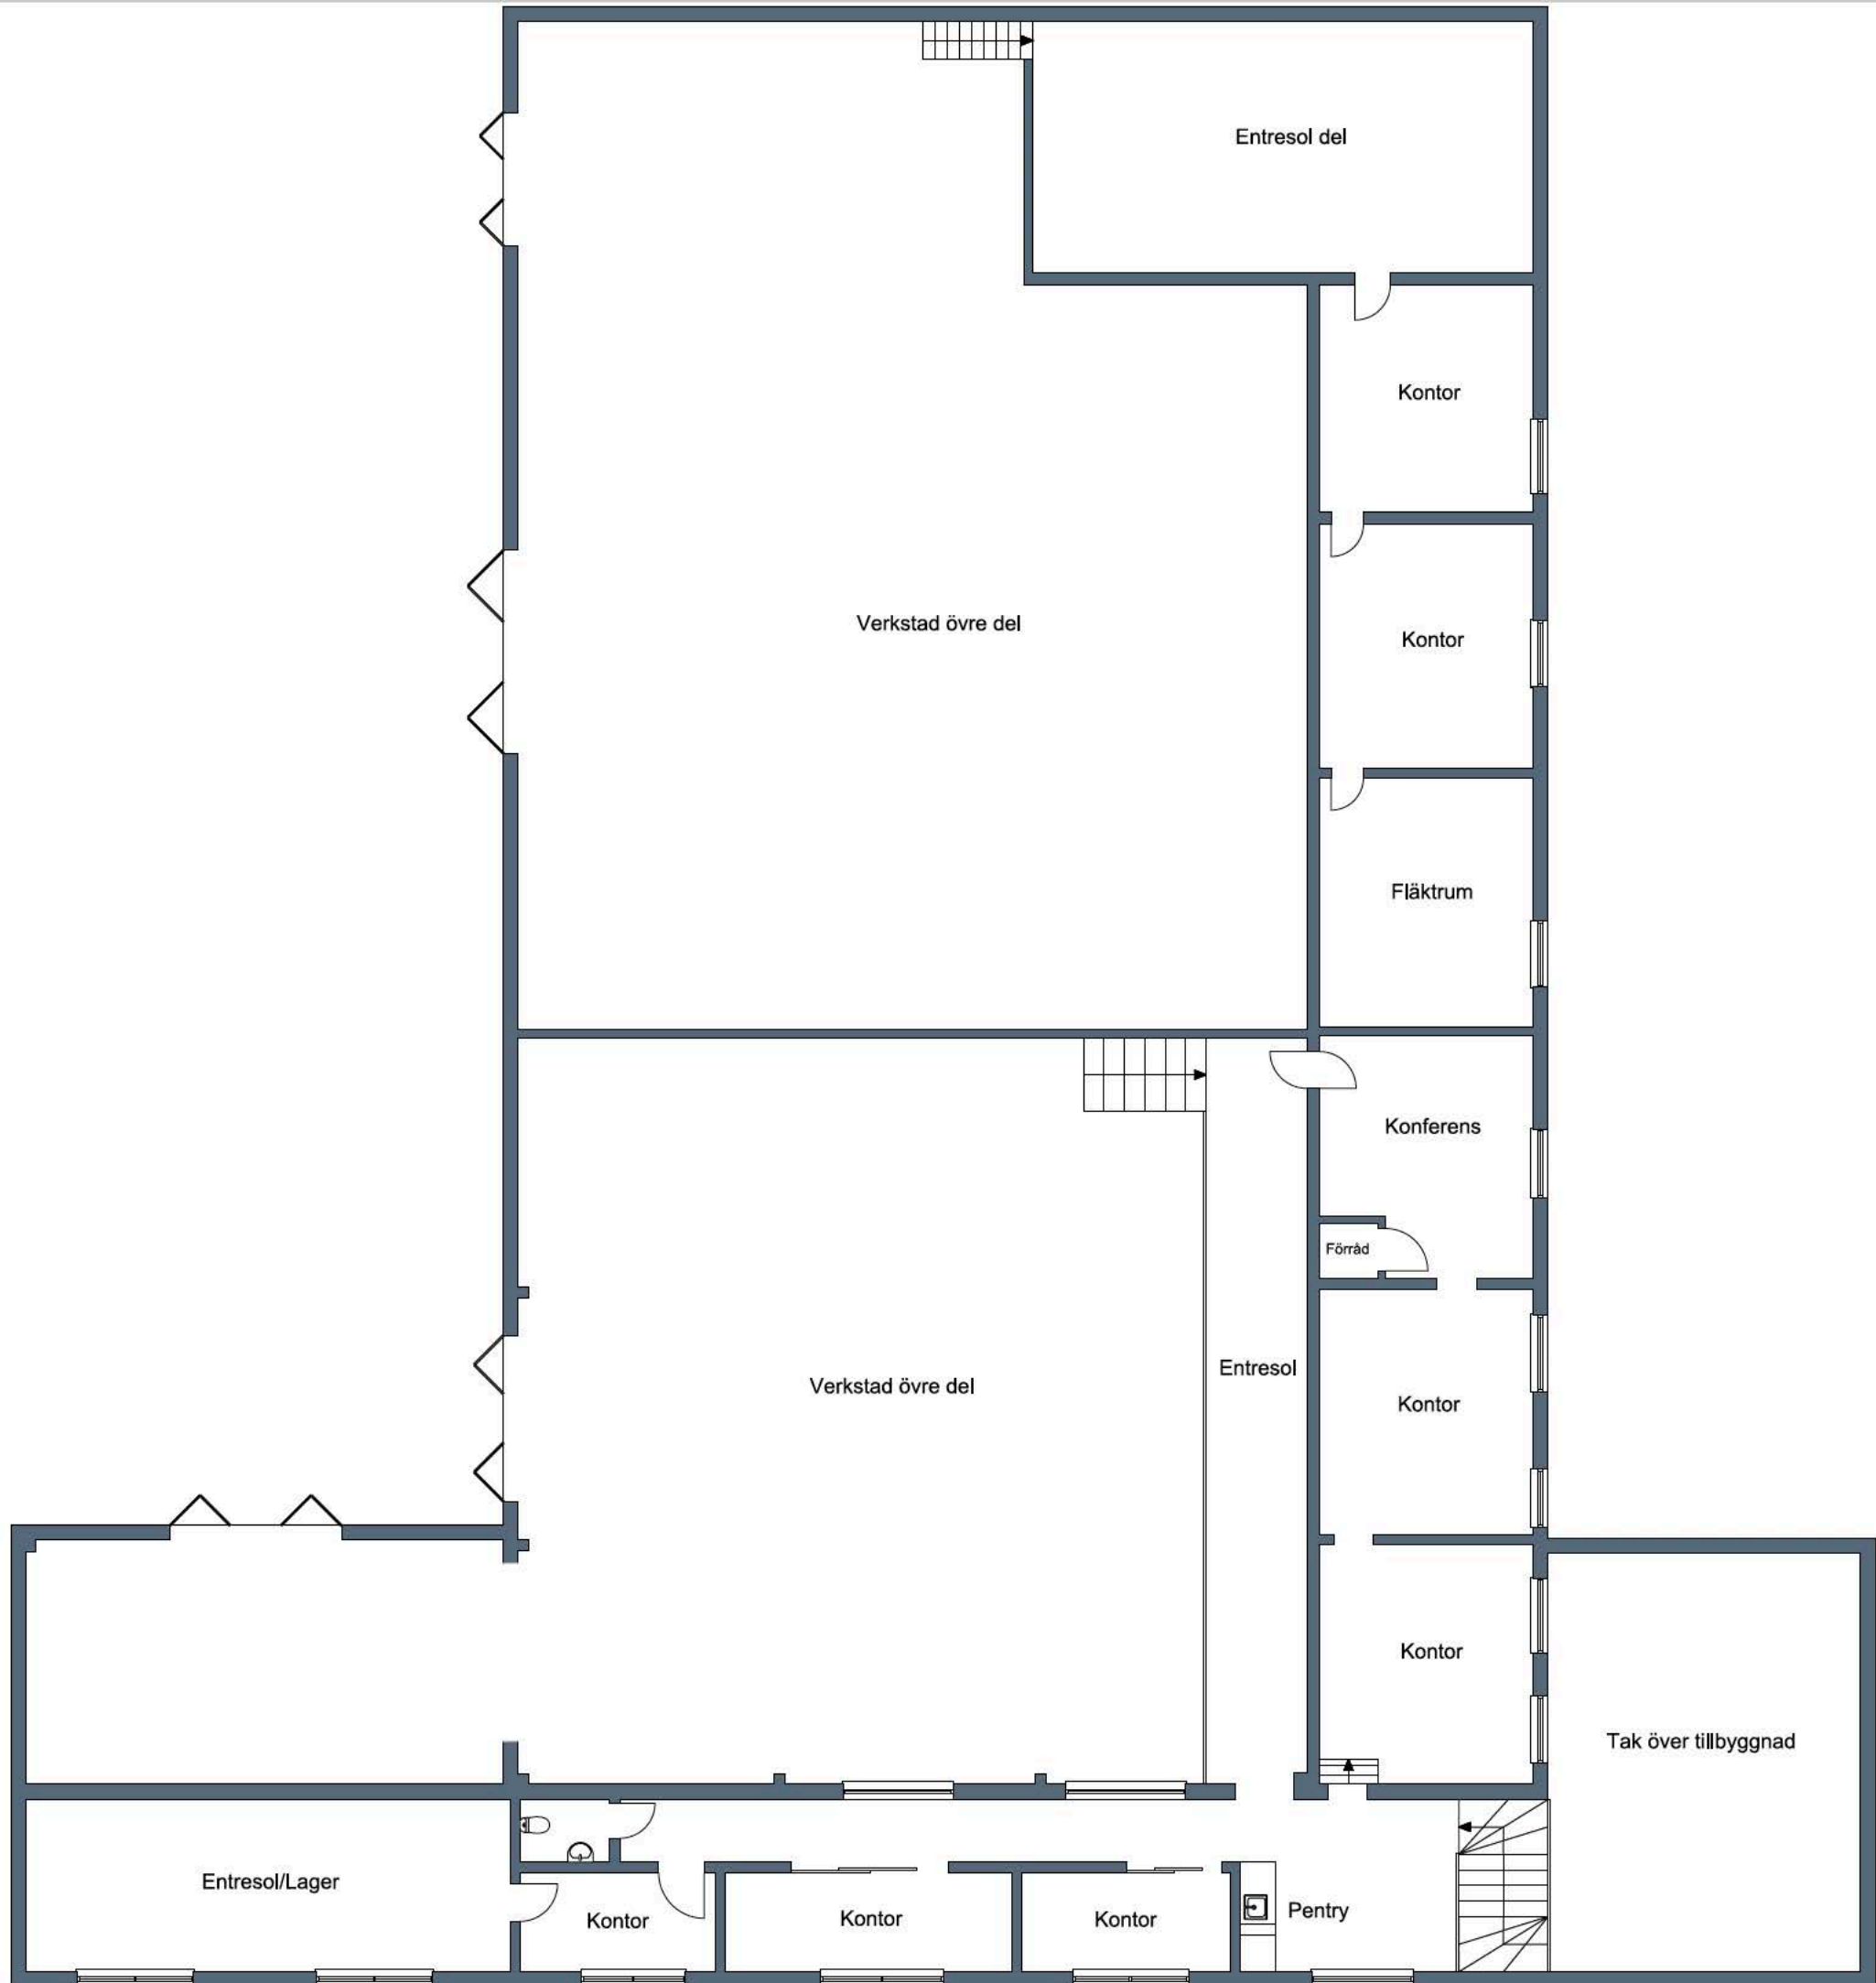 Entresol del
Kontor
Verkstad övre del
Kontor
Fläktrum
Konferens
Förråd
Entresol
Verkstad övre del
Kontor
Kontor
Tak över tillbyggnad
Entresol/Lager
Kontor
Kontor
Kontor
Pentry